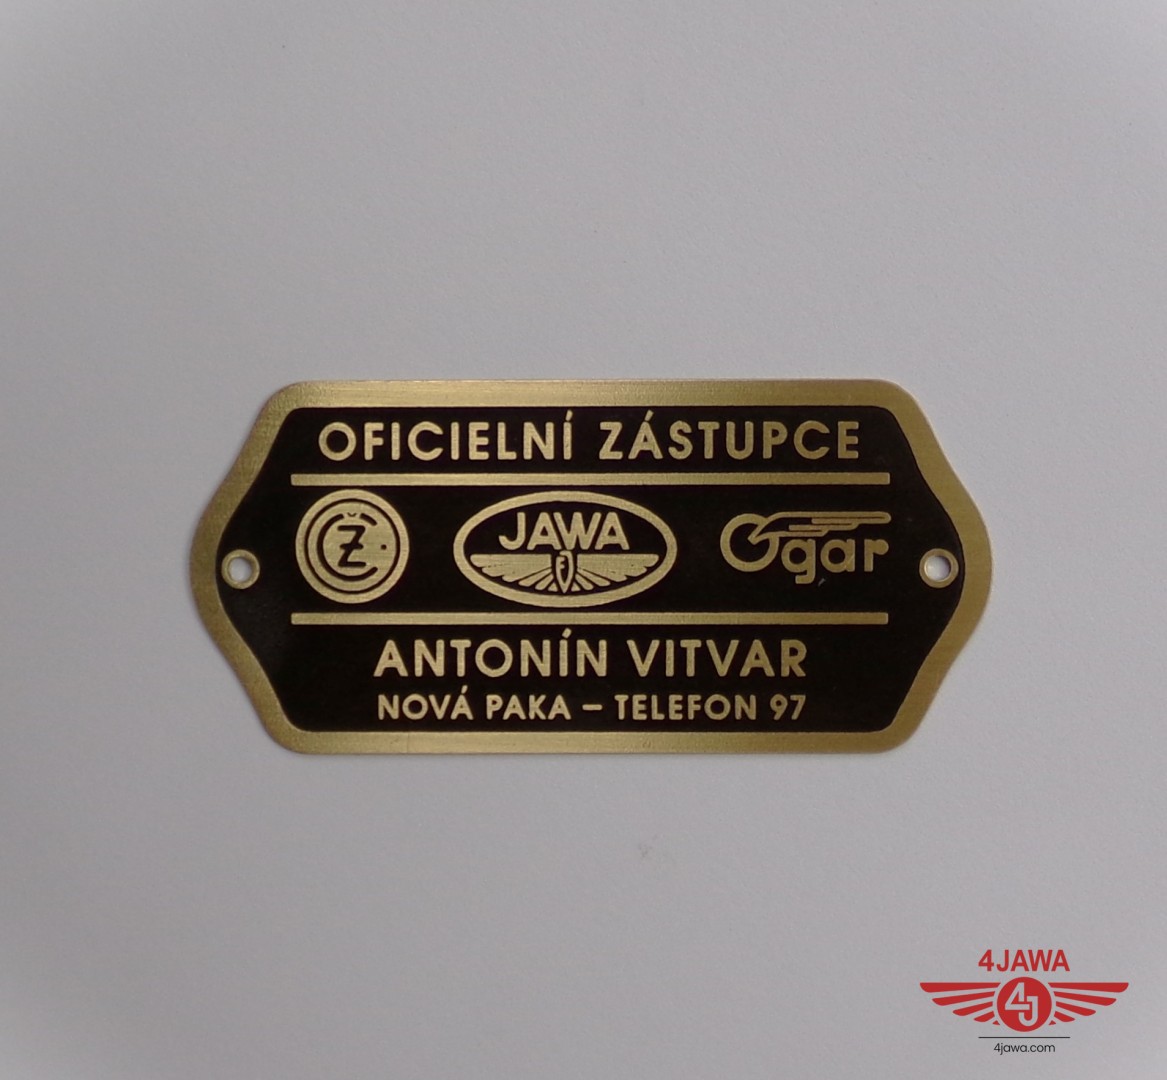 OFICIELNÍ ZÁSTUPCE
ČZ JAWA Ogar
ANTONÍN VITVAR
NOVÁ PAKA – TELEFON 97
4JAWA
4J
4jawa.com